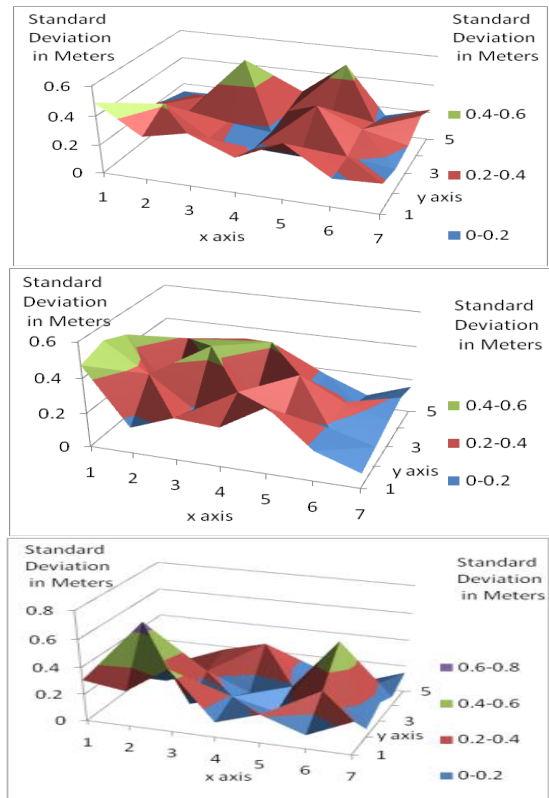 Standard
Deviation
in Meters
0.6
0.4
0.2
0
1 2 3 4 5 6 7
x axis
1 3 5
y axis
Standard
Deviation
in Meters
0.4-0.6
0.2-0.4
0-0.2
Standard
Deviation
in Meters
0.6
0.4
0.2
0
1 2 3 4 5 6 7
x axis
1 3 5
y axis
Standard
Deviation
in Meters
0.4-0.6
0.2-0.4
0-0.2
Standard
Deviation
in Meters
0.8
0.6
0.4
0.2
0
1 2 3 4 5 6 7
x axis
1 3 5
y axis
Standard
Deviation
in Meters
0.6-0.8
0.4-0.6
0.2-0.4
0-0.2